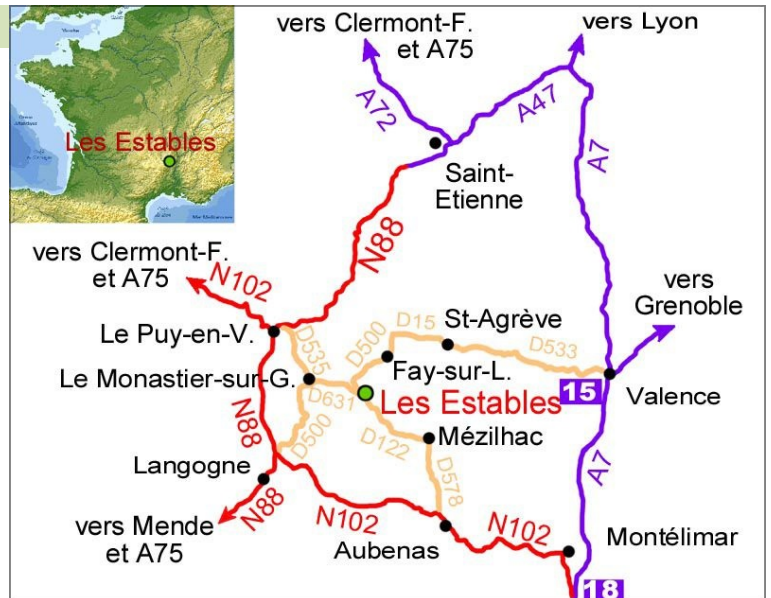 vers Clermont-F.
et A75
vers Lyon
A72
A47
Les Estables
Saint-
Etienne
A7
N88
vers Clermont-F.
et A75
N102
vers
Grenoble
D15
St-Agrève
Le Puy-en-V.
D535
D500
D533
Le Monastier-sur-G.
Fay-sur-L.
D631
Les Estables
15
Valence
N88
D500
D122
Mézilhac
A7
Langogne
D578
N88
vers Mende
et A75
N102
N102
Aubenas
Montélimar
18